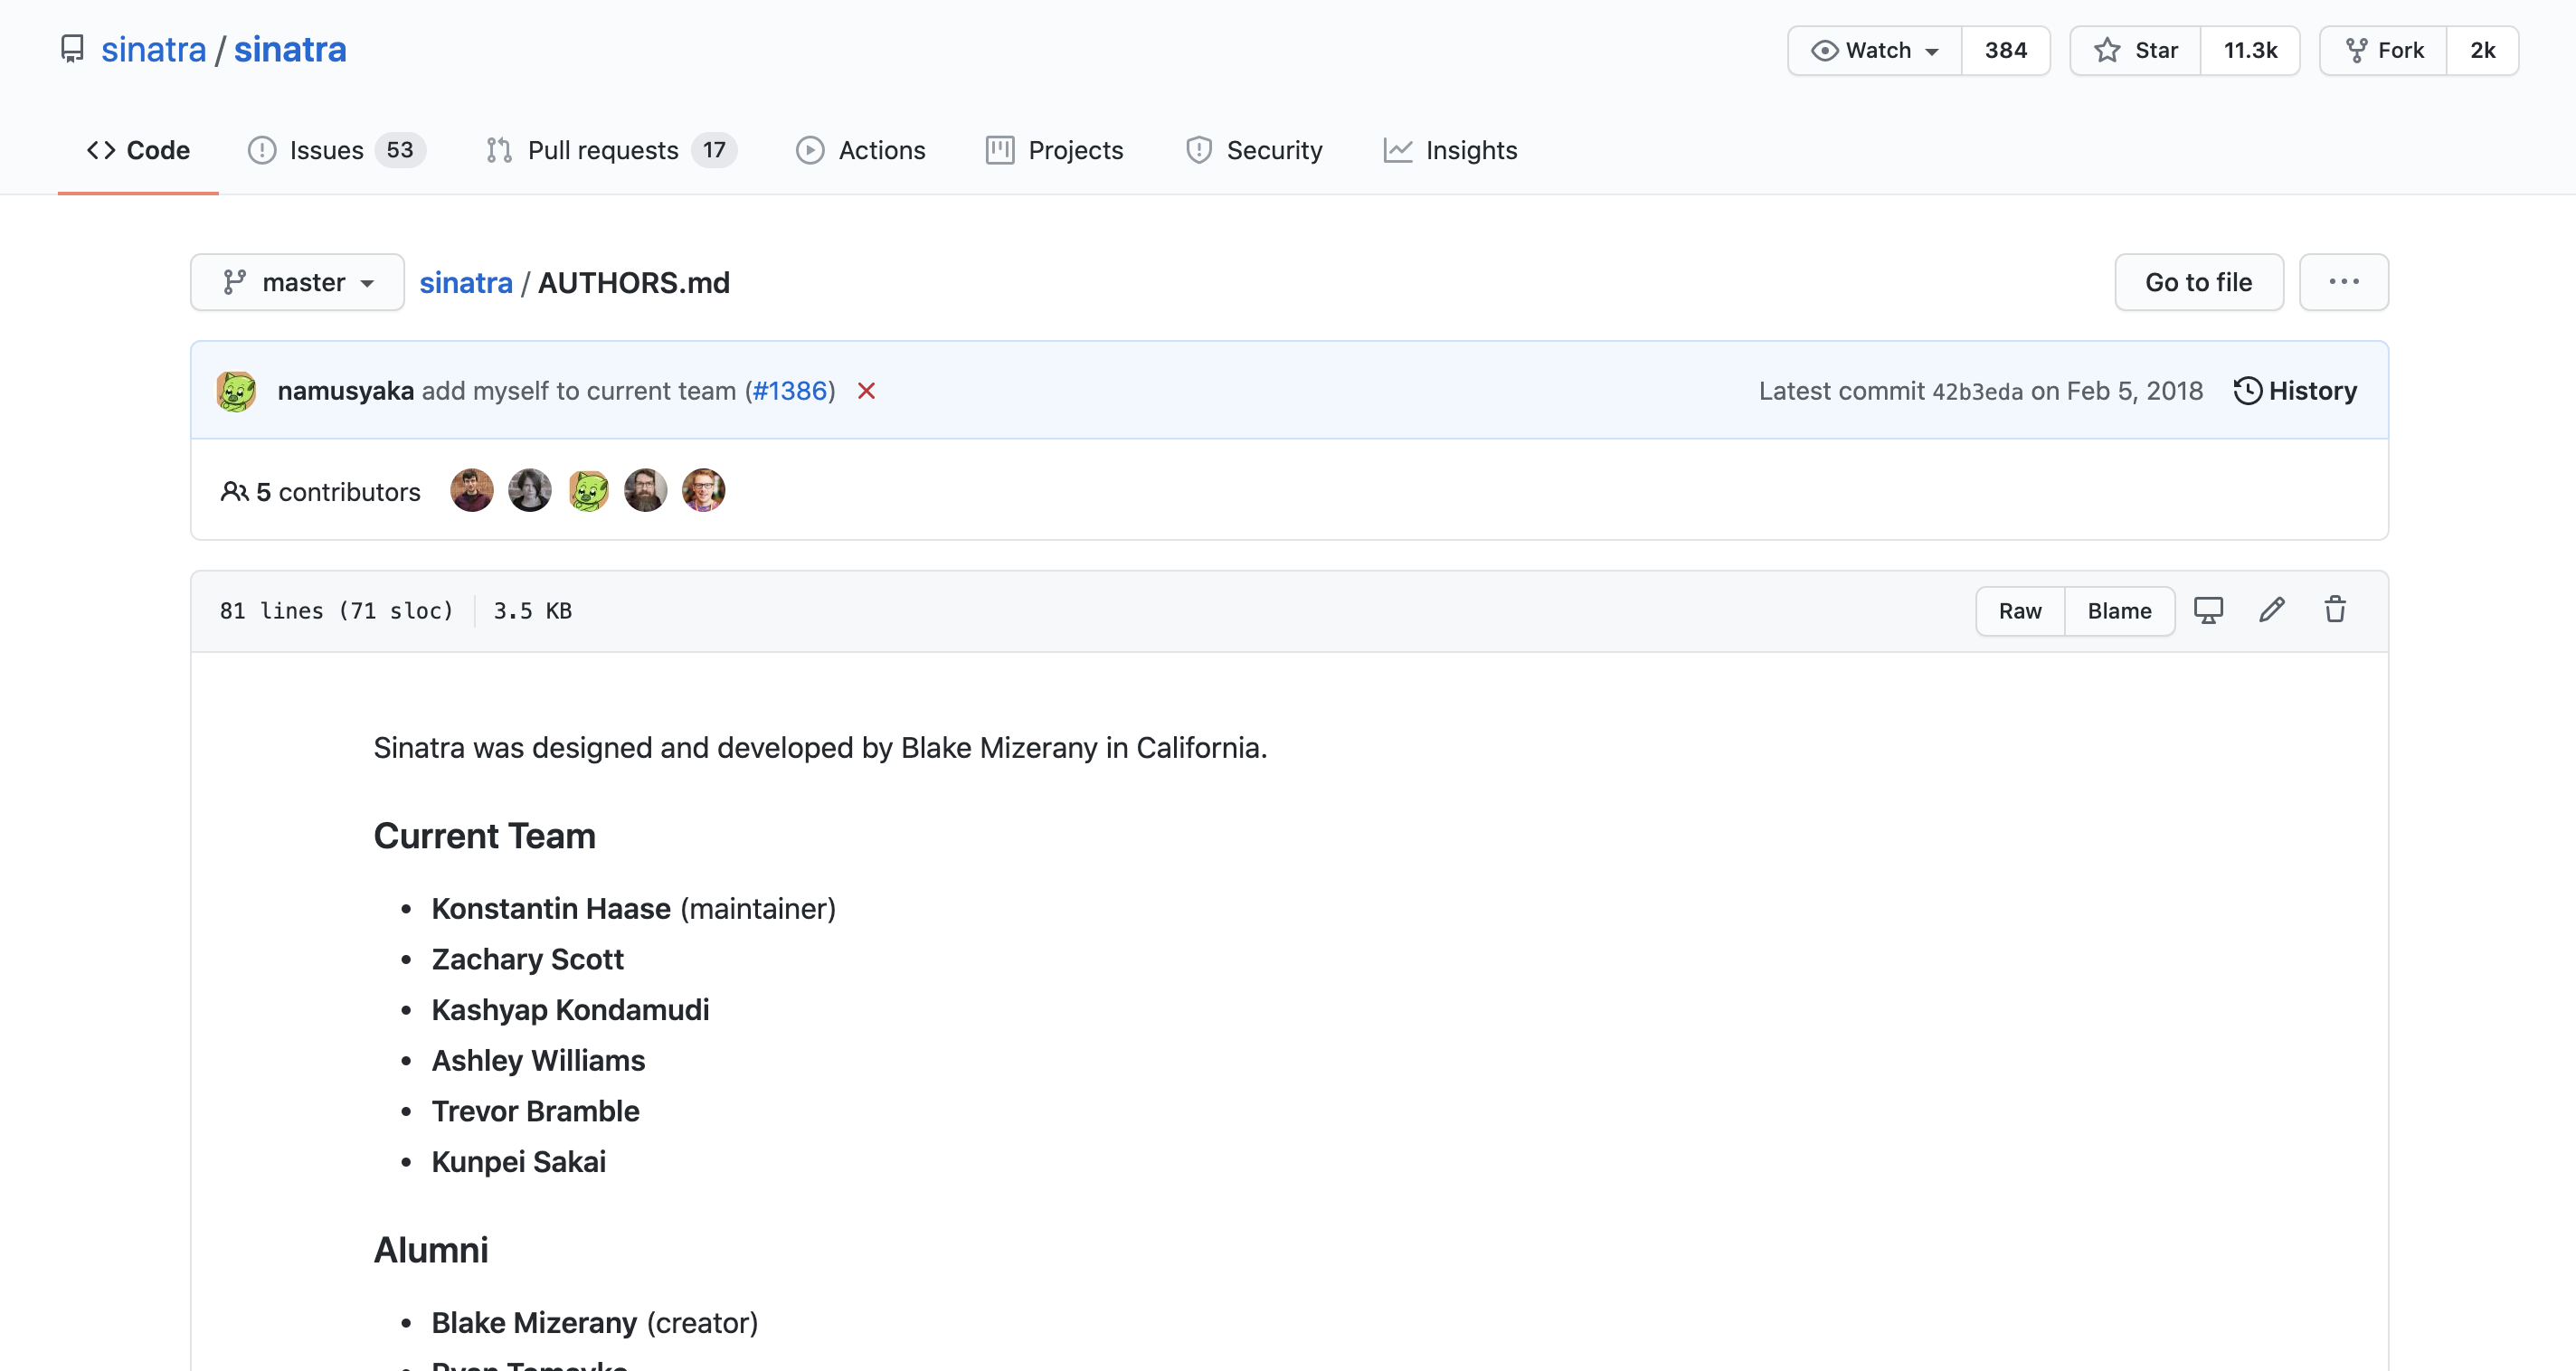 sinatra / sinatra Watch 384 Star 11.3k Fork 2k
Code Issues 53 Pull requests 17 Actions Projects Security Insights
master sinatra / AUTHORS.md Go to file ...
namusyaka add myself to current team (#1386) Latest commit 42b3eda on Feb 5, 2018 History
5 contributors
81 lines (71 sloc) 3.5 KB Raw Blame
Sinatra was designed and developed by Blake Mizerany in California.
Current Team
• Konstantin Haase (maintainer)
• Zachary Scott
• Kashyap Kondamudi
• Ashley Williams
• Trevor Bramble
• Kunpei Sakai
Alumni
• Blake Mizerany (creator)